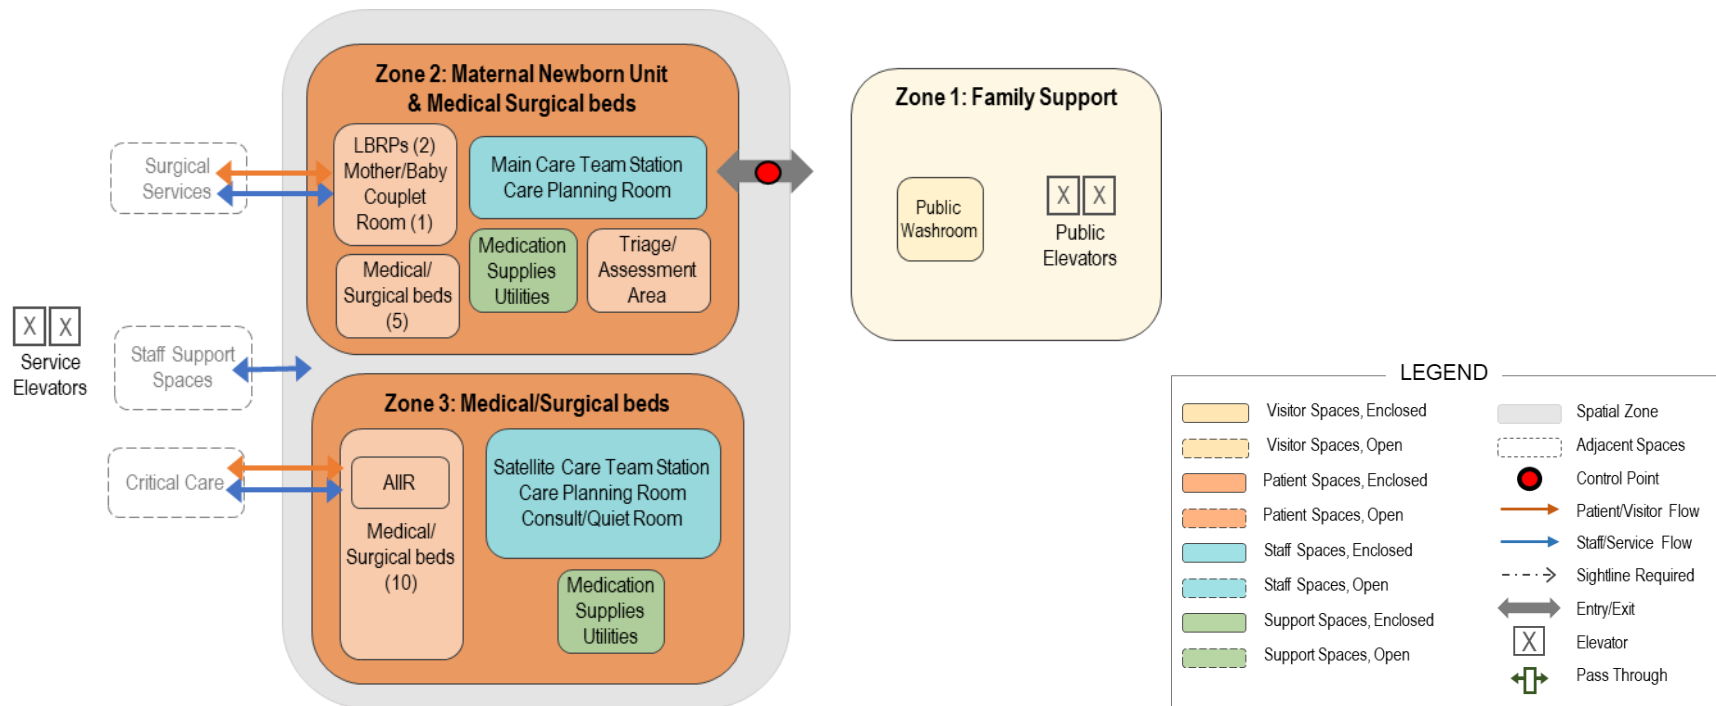 Zone 2: Maternal Newborn Unit
& Medical Surgical beds
LBRPs (2)
Mother/Baby
Couplet
Room (1)
Main Care Team Station
Care Planning Room
Medical/
Surgical beds
(5)
Medication
Supplies
Utilities
Triage/
Assessment
Area
Surgical
Services
Staff Support
Spaces
Critical Care
X X
Service
Elevators
Zone 1: Family Support
Public
Washroom
X X
Public
Elevators
Zone 3: Medical/Surgical beds
AIIR
Medical/
Surgical beds
(10)
Satellite Care Team Station
Care Planning Room
Consult/Quiet Room
Medication
Supplies
Utilities
LEGEND
Visitor Spaces, Enclosed
Visitor Spaces, Open
Patient Spaces, Enclosed
Patient Spaces, Open
Staff Spaces, Enclosed
Staff Spaces, Open
Support Spaces, Enclosed
Support Spaces, Open
Spatial Zone
Adjacent Spaces
Control Point
Patient/Visitor Flow
Staff/Service Flow
Sightline Required
Entry/Exit
X
Elevator
Pass Through